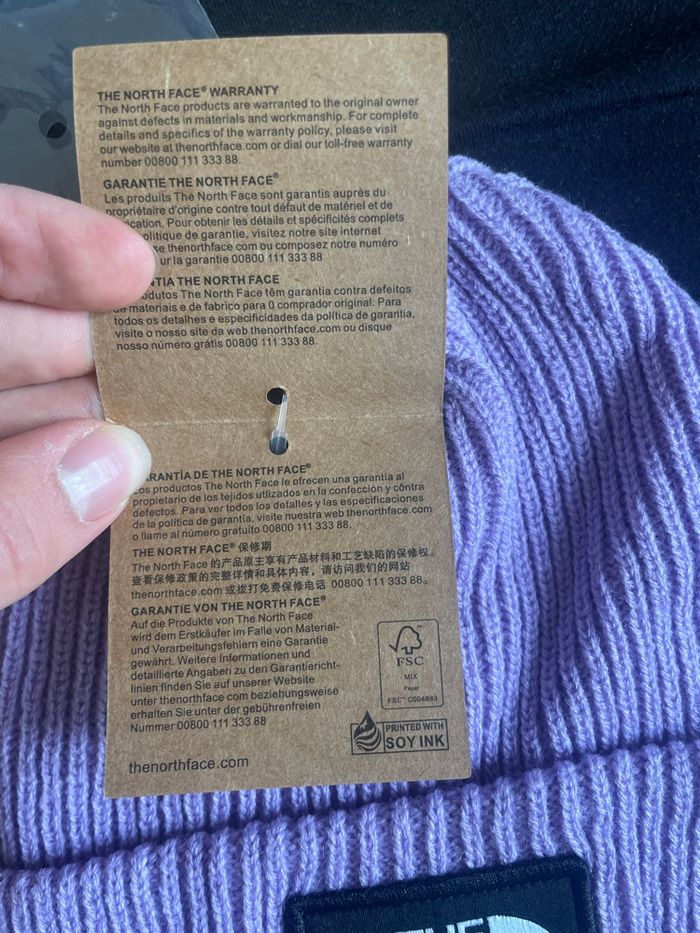 THE NORTH FACE® WARRANTY
The North Face products are warranted to the original owner
against defects in materials and workmanship. For complete
details and specifics of the warranty policy, please visit
our website at thenorthface.com or dial our toll-free warranty
number 00800 111 333 88.
GARANTIE THE NORTH FACE®
Les produits The North Face sont garantis auprès du
propriétaire d'origine contre tout défaut de matériel et de
ication. Pour obtenir les détails et spécificités complets
olitique de garantie, visitez notre site internet
se thenorthface.com ou composez notre numéro
ur la garantie 00800 111 333 88
NTIA THE NORTH FACE
odutos The North Face têm garantia contra defeitos
materiais e de fabrico para 0 comprador original. Para
todos os detalhes e especificidades da política de garantia,
visite o nosso site da web thenorthface.com ou disque
nosso número grátis 00800 111 333 88.
ARANTÍA DE THE NORTH FACE®
os productos The North Face le ofrecen una garantía al
propietario de los tejidos utlizados en la confección y còntra
defectos. Para ver todos los detalles y las especificaciones
de la política de garantía, visite nuestra web thenorthface.com
o llame al número gratuito 00800 111 333 88.
THE NORTH FACE® 保修期
The North Face 的产品原主享有产品材料和工艺缺陷的保修权。
查看保修政策的完整详情和具体内容，请访问我们的网站
thenorthface.com 或拨打免费保修电话 00800 111 333 88。
GARANTIE VON THE NORTH FACE®
Auf die Produkte von The North Face
wird dem Erstkäufer im Falle von Material-
und Verarbeitungsfehlern eine Garantie
gewährt. Weitere Informationen und
detaillierte Angaben zu den Garantiericht-
linien finden Sie auf unserer Website
unter thenorthface.com beziehungsweise
erhalten Sie unter der gebührenfreien
Nummer 00800 111 333 88
FSC
MIX
Paper
FSC™ C004883
PRINTED WITH
SOY INK
thenorthface.com
THE